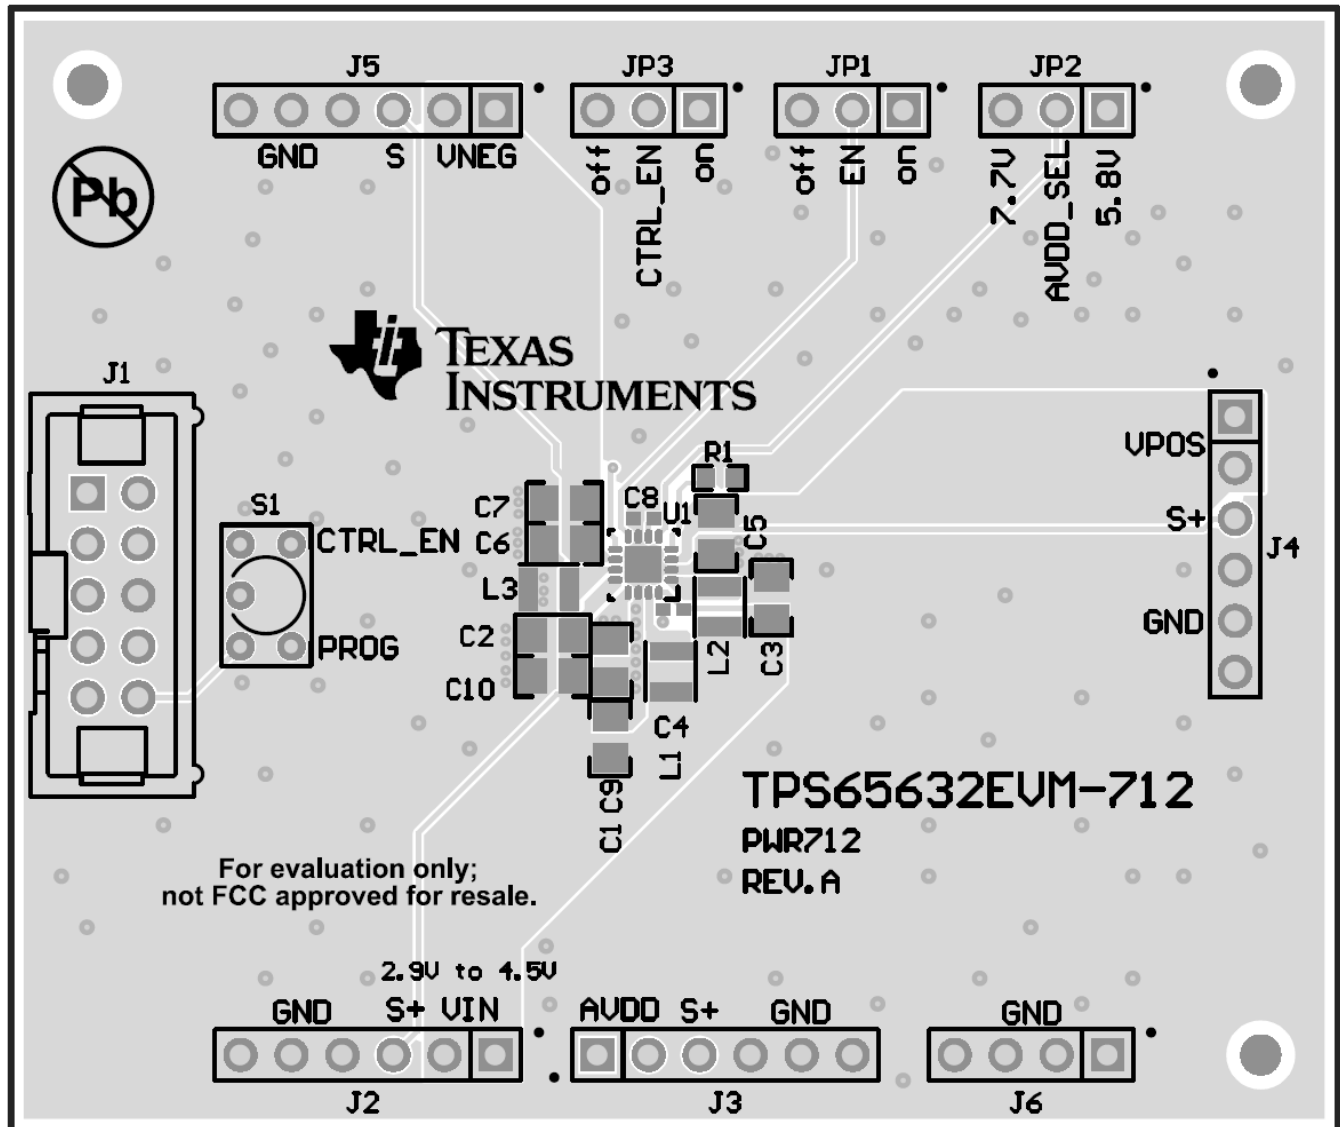 J5
JP3
JP1
JP2
GND
S
VNEG
off
CTRL_EN
on
off
EN
on
7.7V
AVDD_SEL
5.8V
Pb
TEXAS
INSTRUMENTS
J1
VPOS
R1
S1
C7
C8
U1
S+
CTRL_EN
C6
C5
J4
L3
GND
C2
PROG
L2
C3
C10
C4
L1
C9
C1
TPS65632EVM-712
PWR712
REV.A
For evaluation only;
not FCC approved for resale.
2.9V to 4.5V
GND
S+
VIN
AVDD
S+
GND
GND
J2
J3
J6